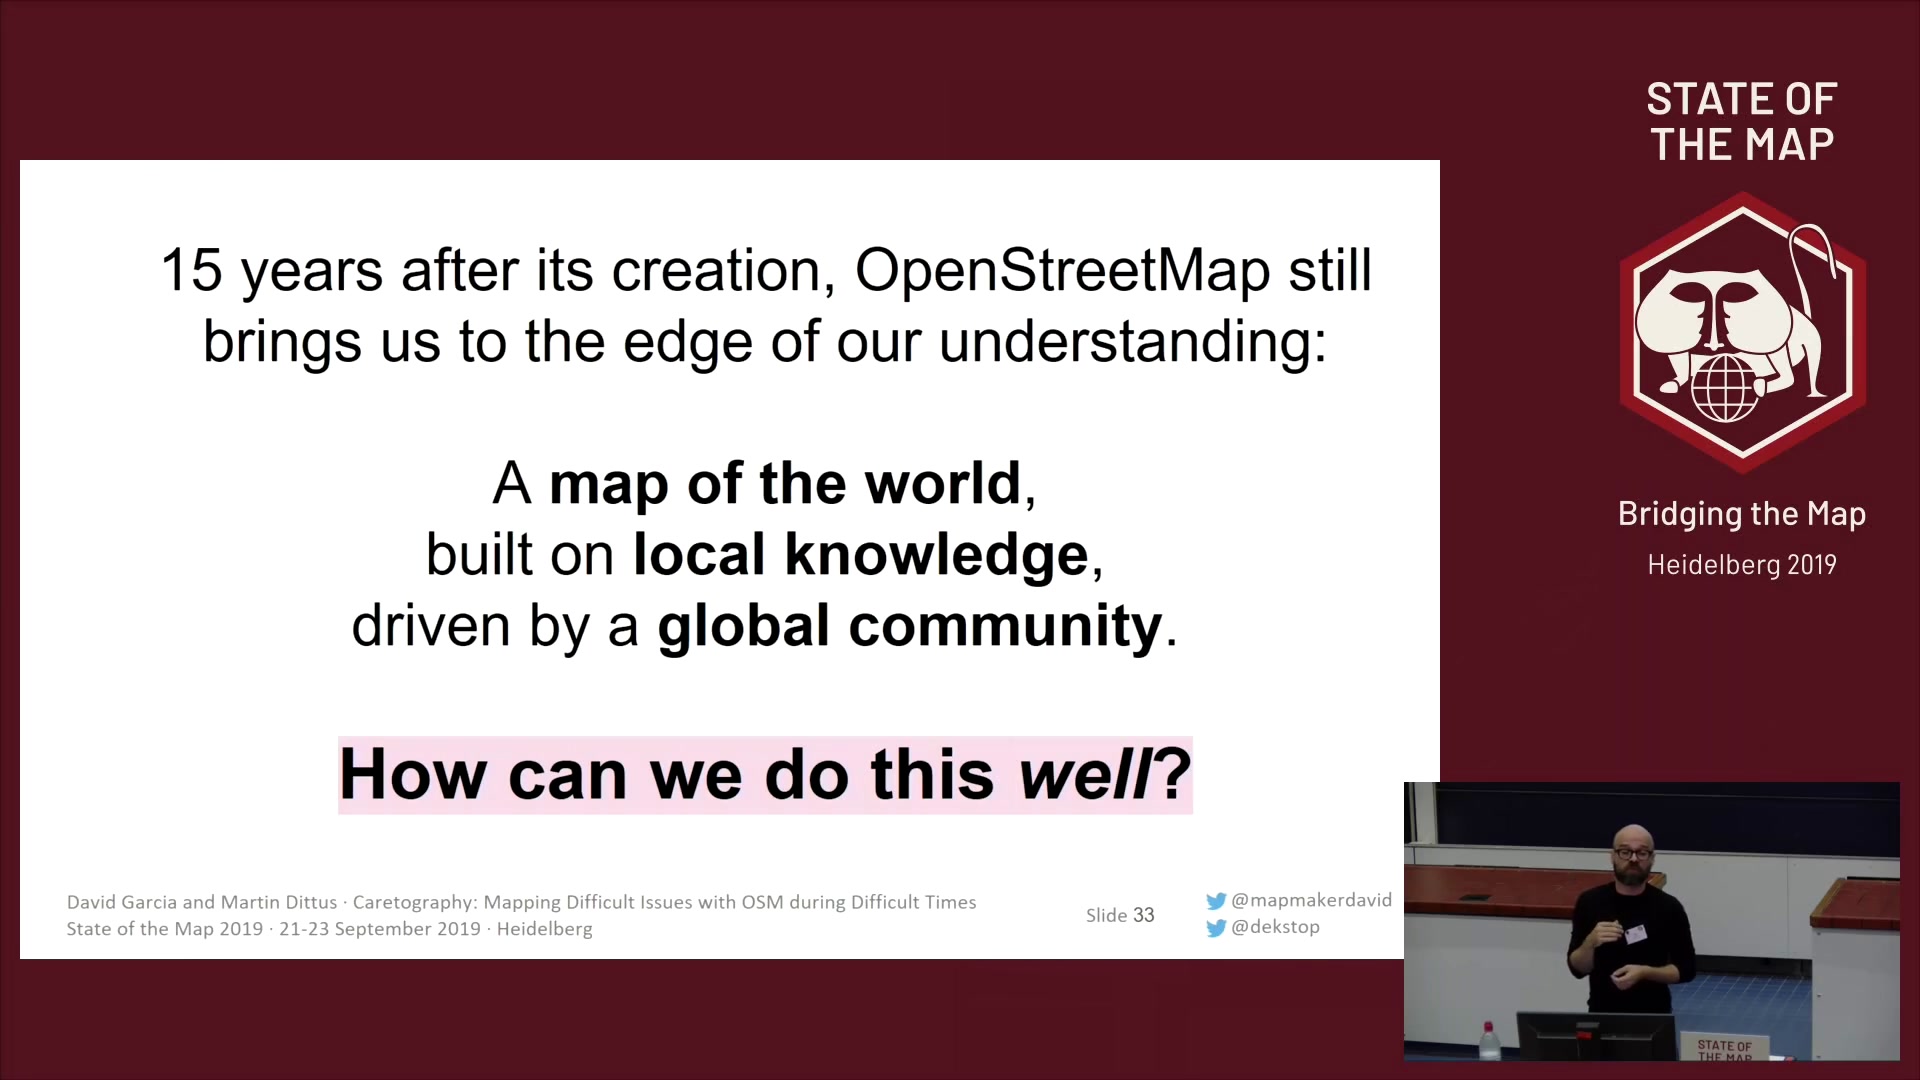 STATE OF
THE MAP
15 years after its creation, OpenStreetMap still
brings us to the edge of our understanding:
A map of the world,
built on local knowledge,
driven by a global community.
How can we do this well?
Bridging the Map
Heidelberg 2019
David Garcia and Martin Dittus · Caretography: Mapping Difficult Issues with OSM during Difficult Times
State of the Map 2019 · 21-23 September 2019 · Heidelberg
Slide 33
@mapmakerdavid
@dekstop
STATE OF
THE MAP